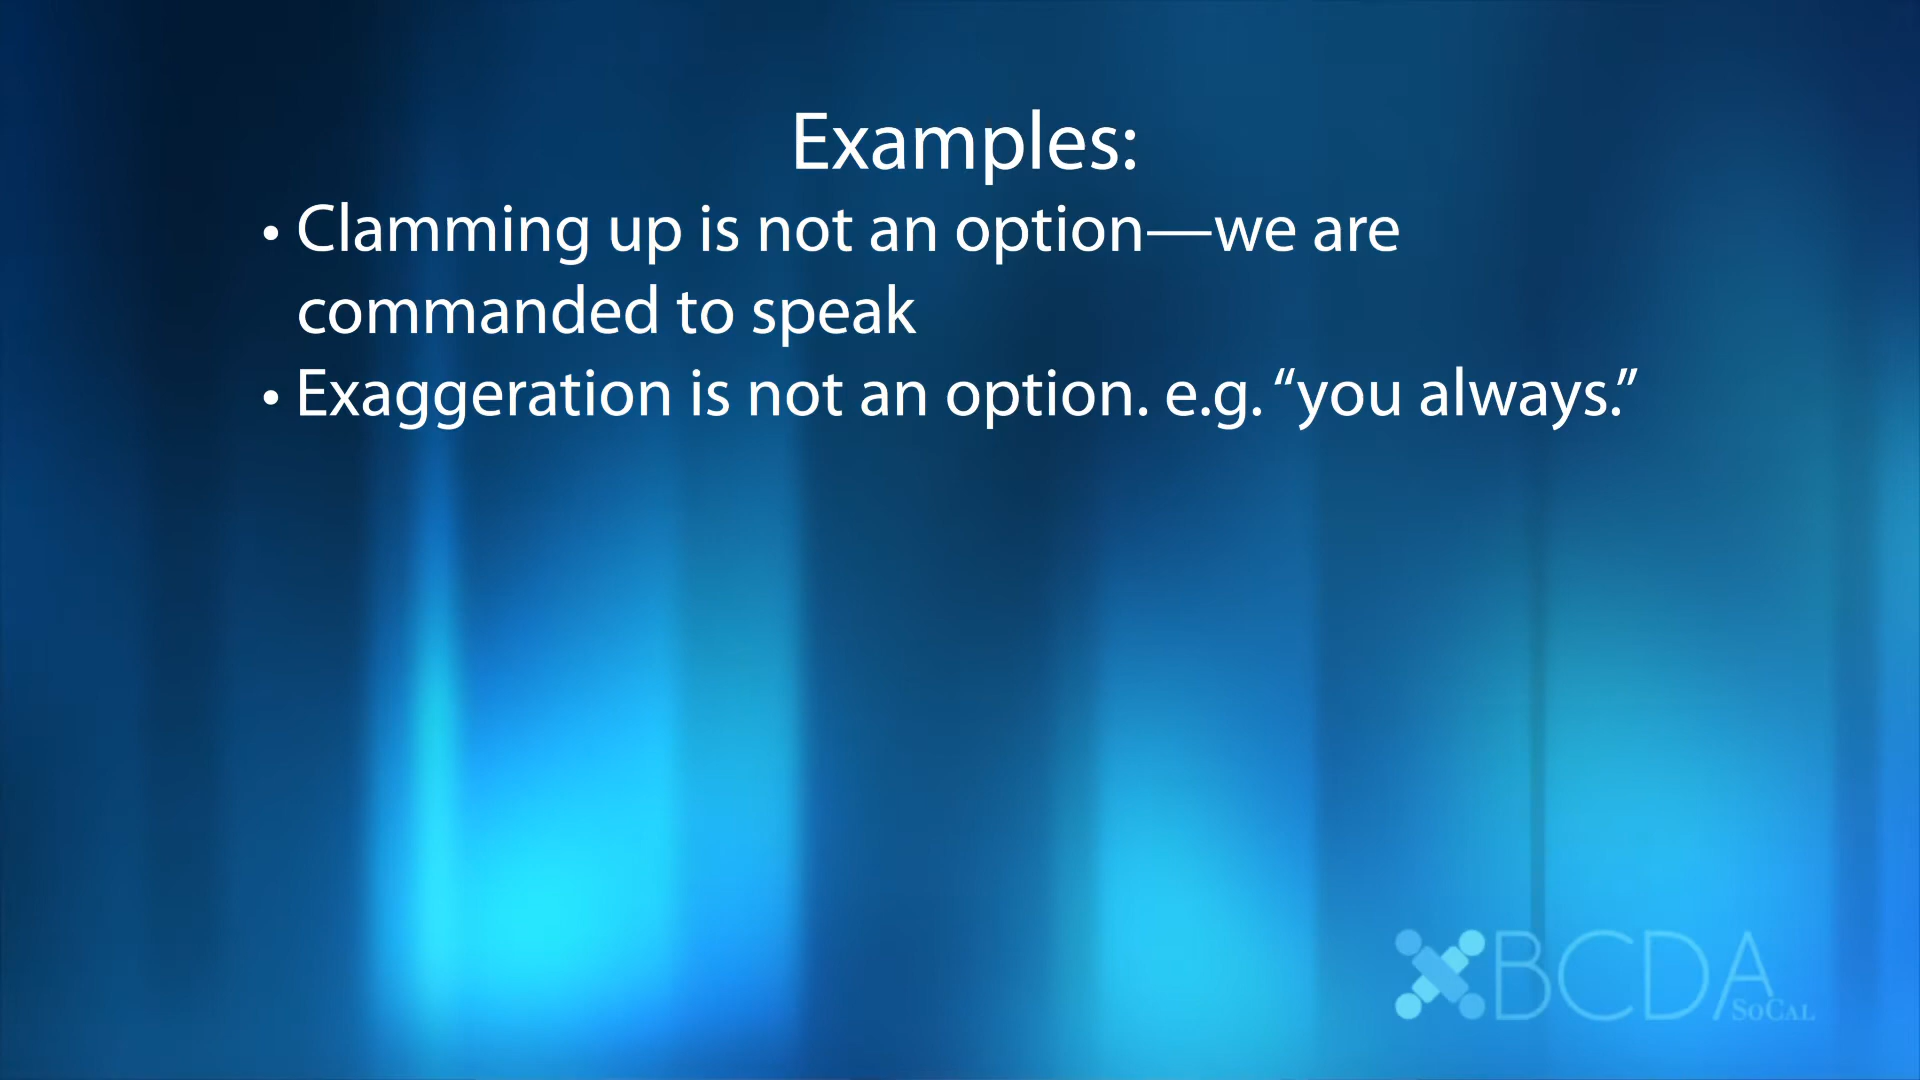 Examples:
• Clamming up is not an option—we are
commanded to speak
• Exaggeration is not an option. e.g. “you always.”
BCDA
SoCal